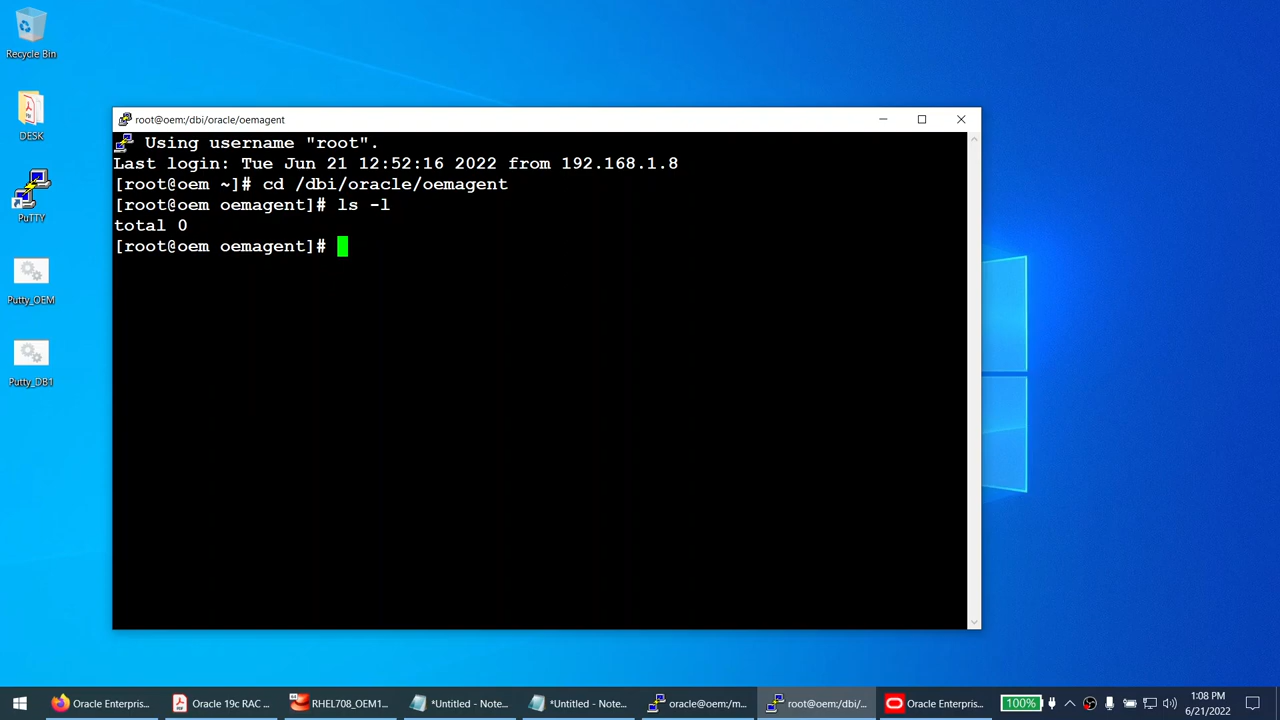 Recycle Bin
DESK
PuTTY
Putty_OEM
Putty_DB1
root@oem:/dbi/oracle/oemagent
Using username "root".
Last login: Tue Jun 21 12:52:16 2022 from 192.168.1.8
[root@oem ~]# cd /dbi/oracle/oemagent
[root@oem oemagent]# ls -l
total 0
[root@oem oemagent]#
Oracle Enterpris...
Oracle 19c RAC ...
RH6L708_OEM1...
*Untitled - Note...
*Untitled - Note...
oracle@oem:/m...
root@oem:/dbi/...
Oracle Enterpris...
100%
1:08 PM
6/21/2022